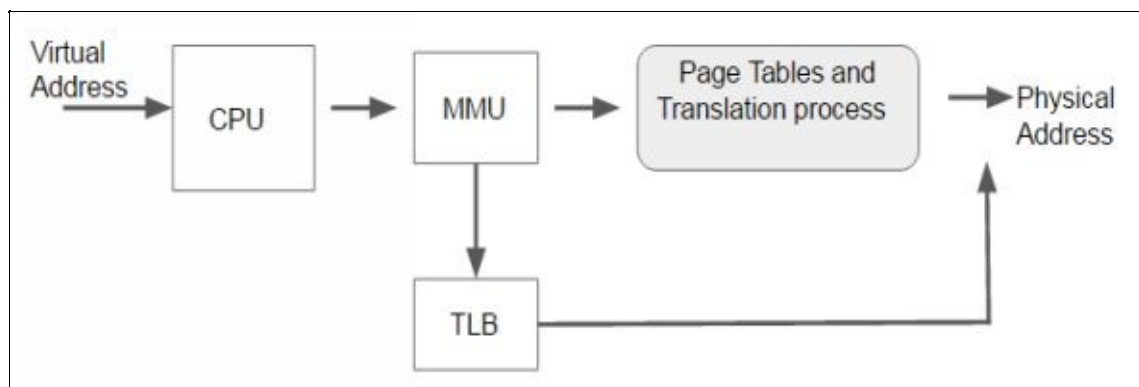 Virtual
Address
CPU
MMU
Page Tables and
Translation process
Physical
Address
TLB